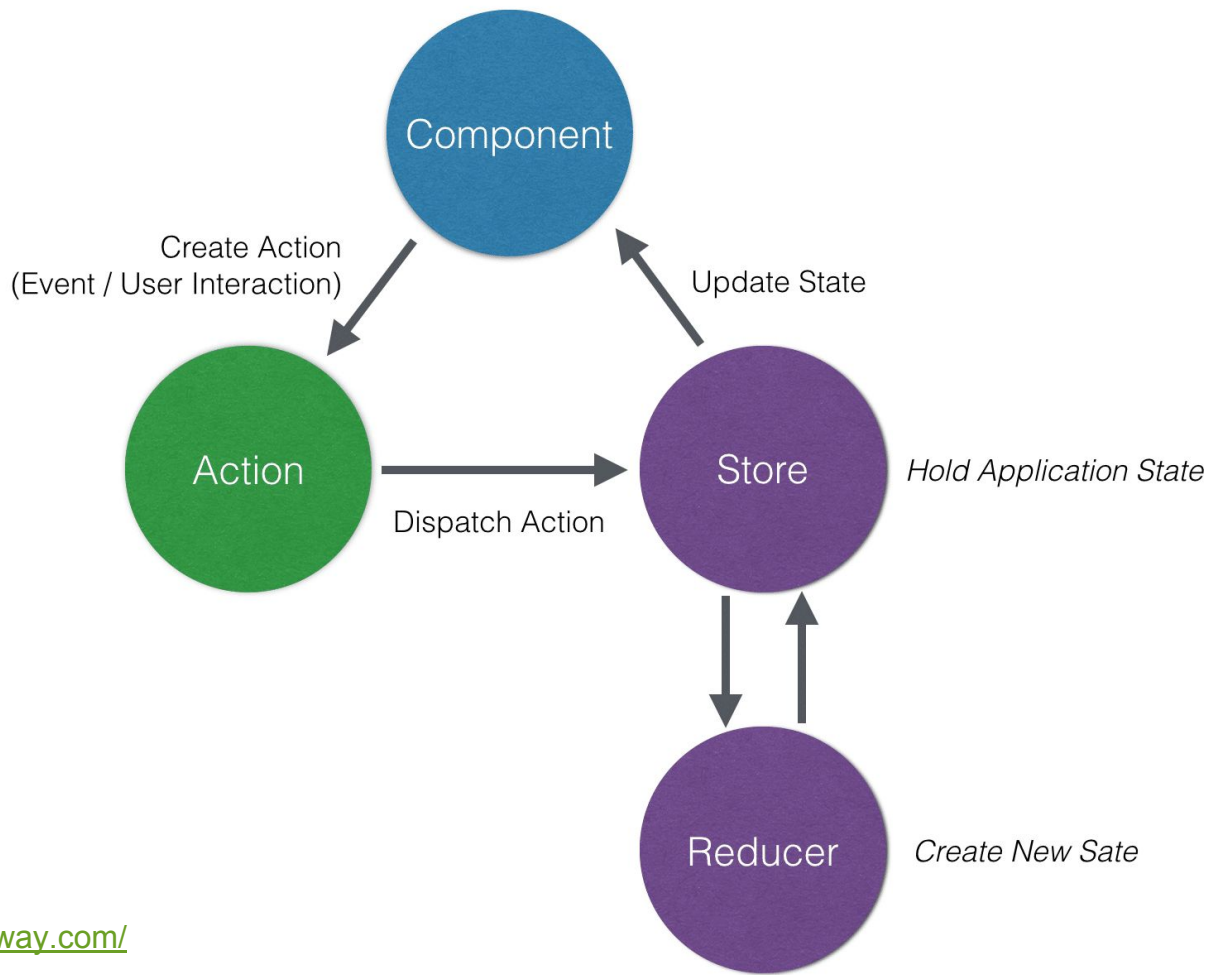 Component
Create Action
(Event / User Interaction)
Update State
Action
Dispatch Action
Store
Hold Application State
Reducer
Create New Sate
way.com/